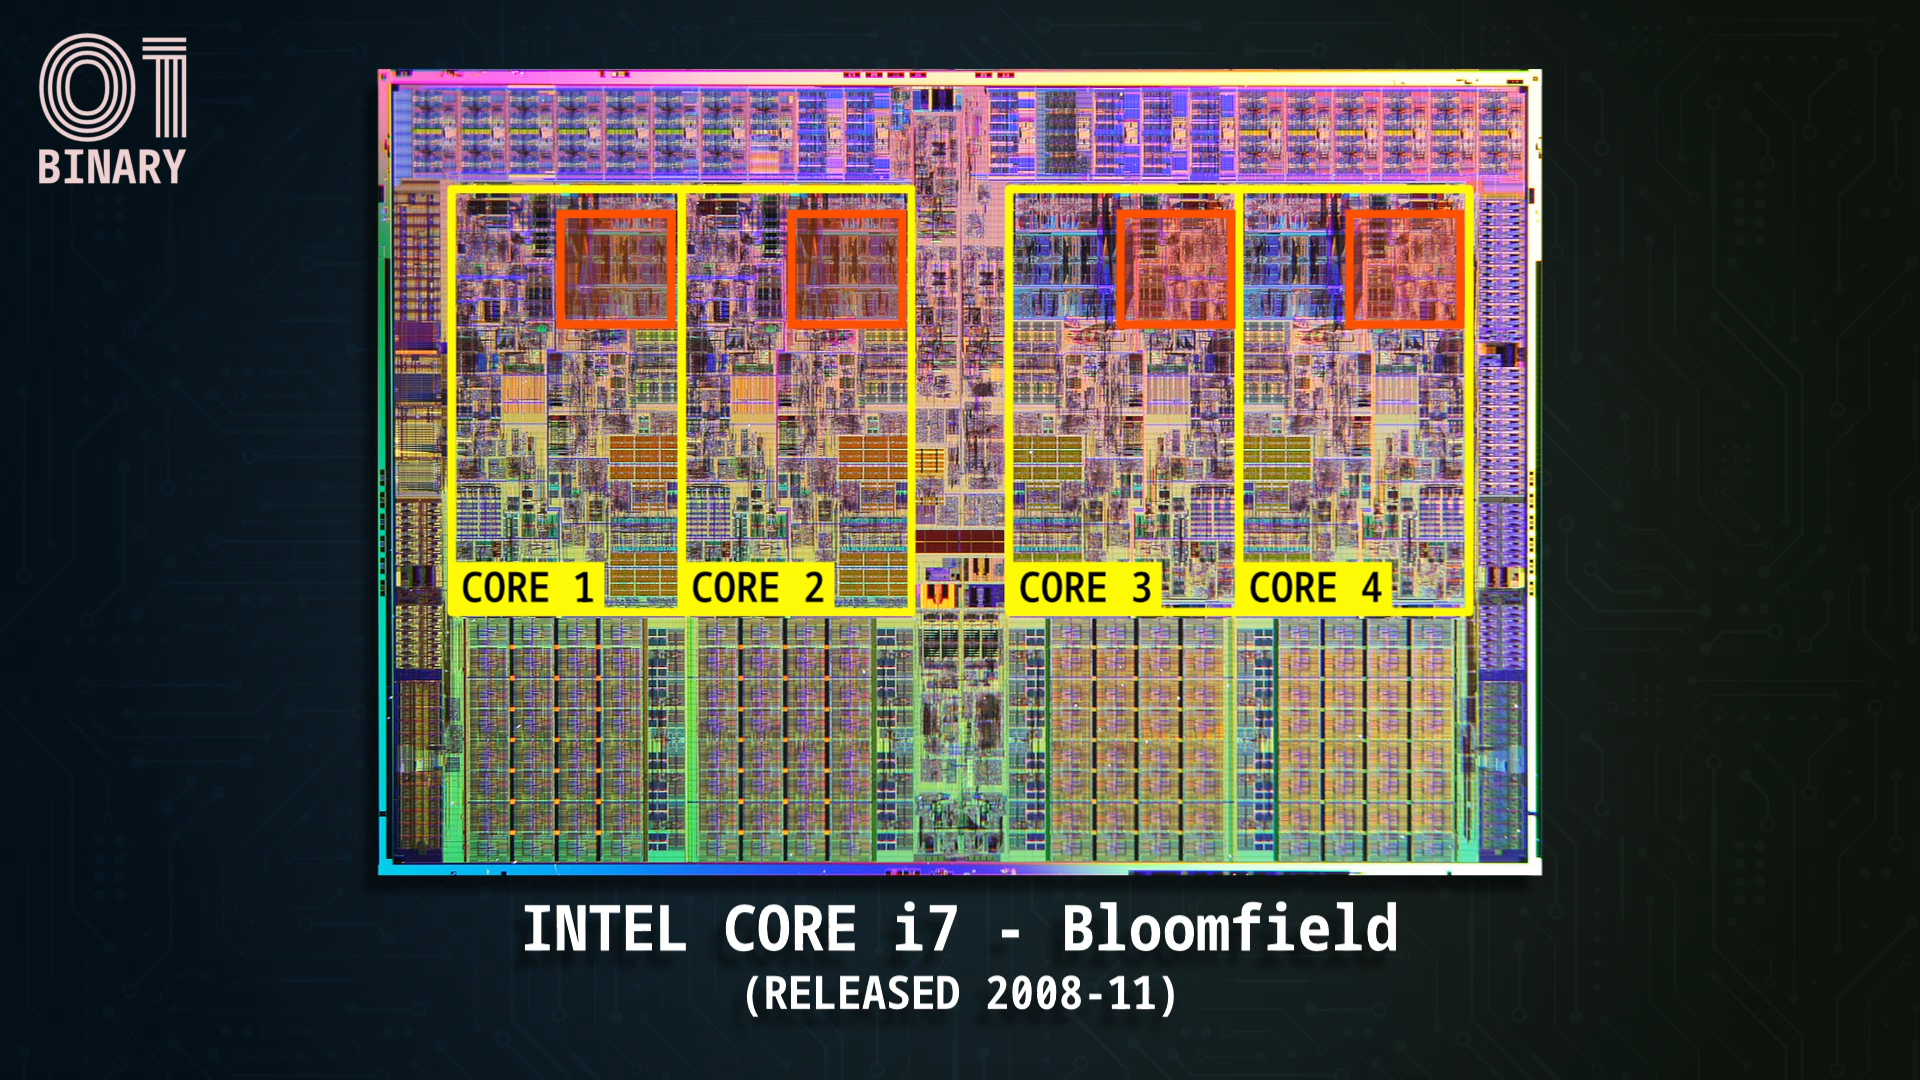 01
BINARY
CORE 1
CORE 2
CORE 3
CORE 4
INTEL CORE i7 - Bloomfield
(RELEASED 2008-11)